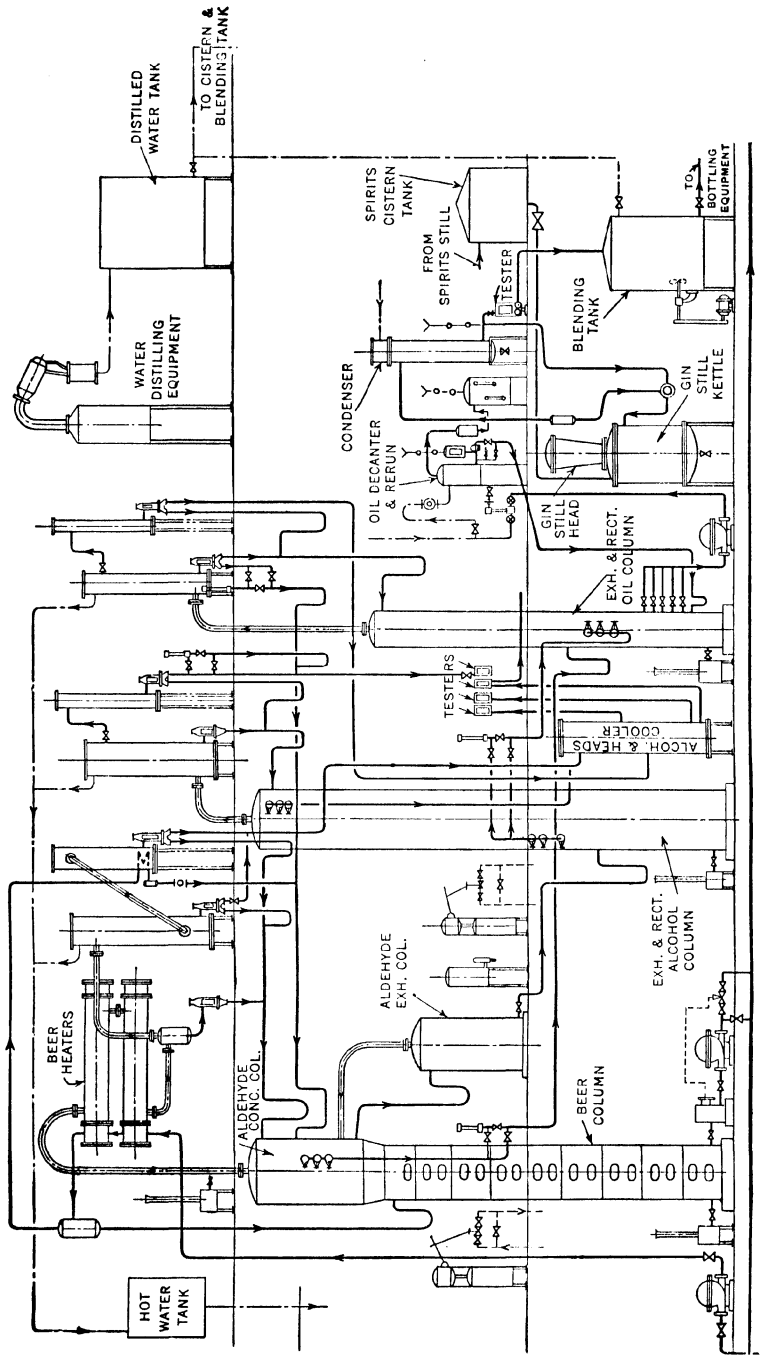 HOT
WATER
TANK
BEER
HEATERS
WATER
DISTILLING
EQUIPMENT
DISTILLED
WATER TANK
TO CISTERN &
BLENDING TANK
ALDEHYDE
CONC. COL.
ALDEHYDE
EXH. COL.
TESTERS
OIL DECANTER
& RERUN
CONDENSER
TESTER
FROM
SPIRITS STILL
SPIRITS
CISTERN
TANK
BEER
COLUMN
EXH. & RECT.
ALCOHOL
COLUMN
ALCOH. & HEADS
COOLER
EXH. & RECT.
OIL COLUMN
GIN
STILL
HEAD
GIN
STILL
KETTLE
BLENDING
TANK
TO
BOTTLING
EQUIPMENT